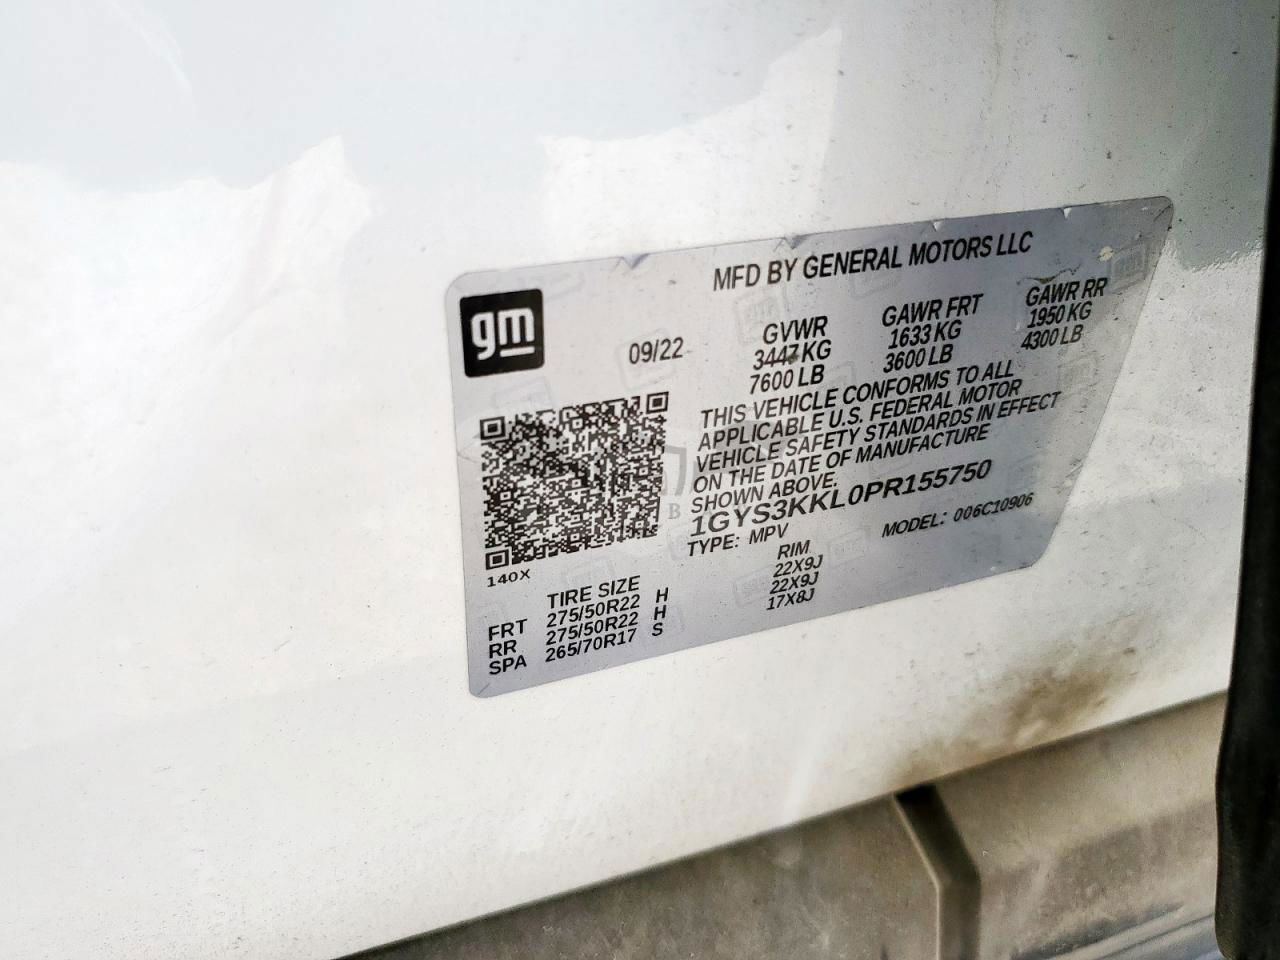 MFD BY GENERAL MOTORS LLC
gm
09/22
GVWR GAWR FRT GAWR RR
3447 KG 1633 KG 1950 KG
7600 LB 3600 LB 4300 LB
THIS VEHICLE CONFORMS TO ALL
APPLICABLE U.S. FEDERAL MOTOR
VEHICLE SAFETY STANDARDS IN EFFECT
ON THE DATE OF MANUFACTURE
SHOWN ABOVE.
1GYS3KKL0PR155750
TYPE: MPV MODEL: 006C10906
140X
TIRE SIZE RIM
FRT 275/50R22 H 22X9J
RR 275/50R22 H 22X9J
SPA 265/70R17 S 17X8J